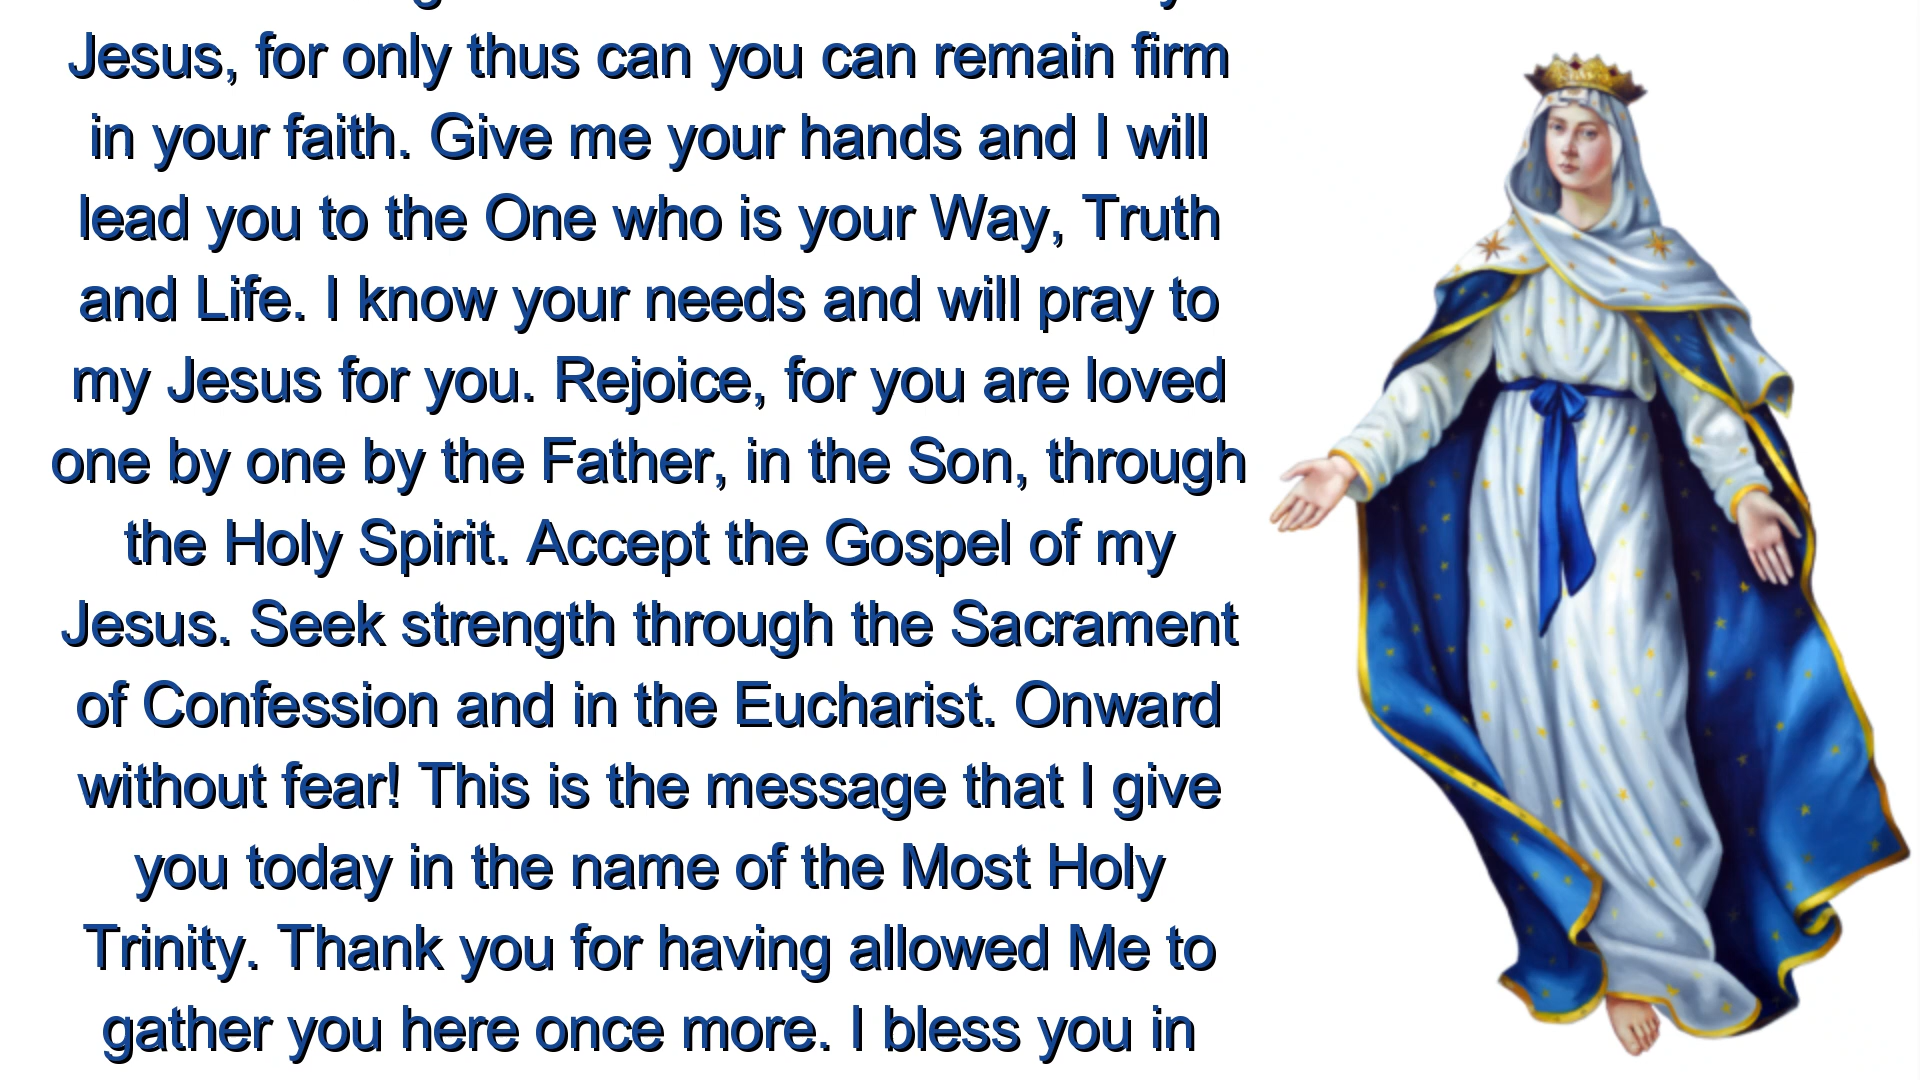 Jesus, for only thus can you can remain firm
in your faith. Give me your hands and I will
lead you to the One who is your Way, Truth
and Life. I know your needs and will pray to
my Jesus for you. Rejoice, for you are loved
one by one by the Father, in the Son, through
the Holy Spirit. Accept the Gospel of my
Jesus. Seek strength through the Sacrament
of Confession and in the Eucharist. Onward
without fear! This is the message that I give
you today in the name of the Most Holy
Trinity. Thank you for having allowed Me to
gather you here once more. I bless you in